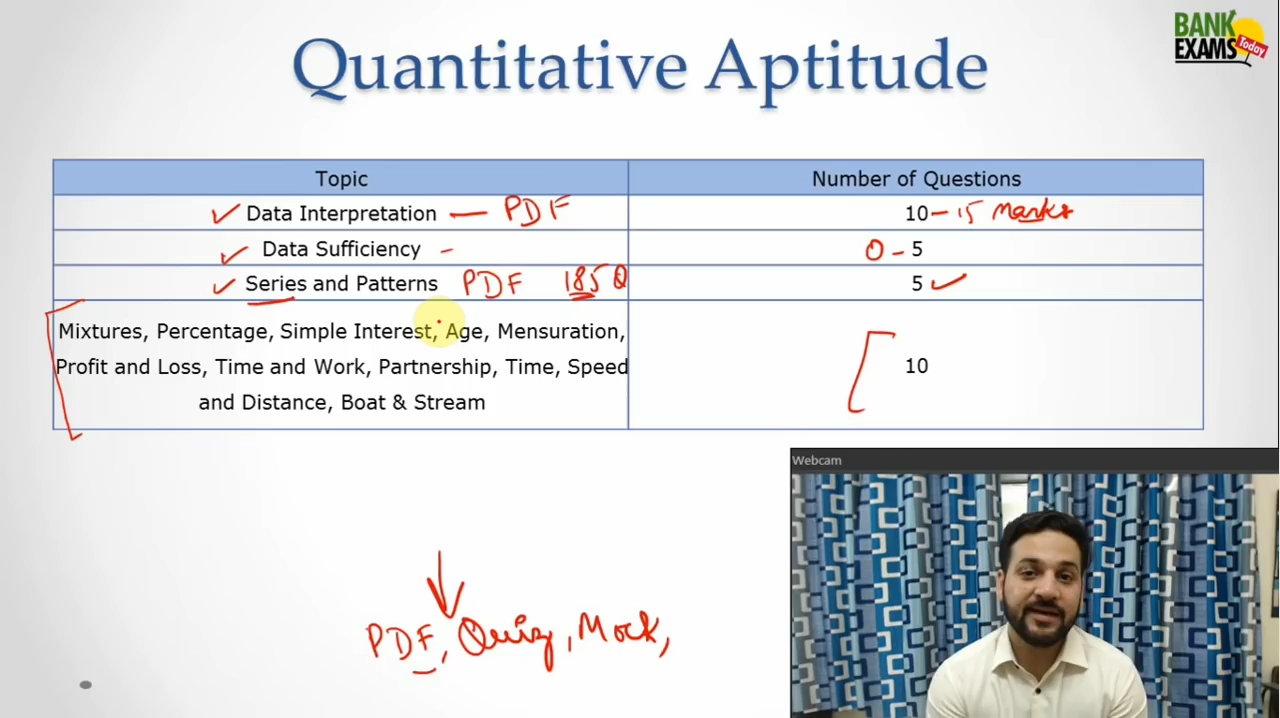 BANK
EXAMS Today
Quantitative Aptitude
Topic Number of Questions
Data Interpretation — PDF 10 – 15 marks
Data Sufficiency – 0 – 5
Series and Patterns PDF 185 Q 5
Mixtures, Percentage, Simple Interest, Age, Mensuration,
Profit and Loss, Time and Work, Partnership, Time, Speed
and Distance, Boat & Stream
10
Webcam
PDF, Quiz, Mock,